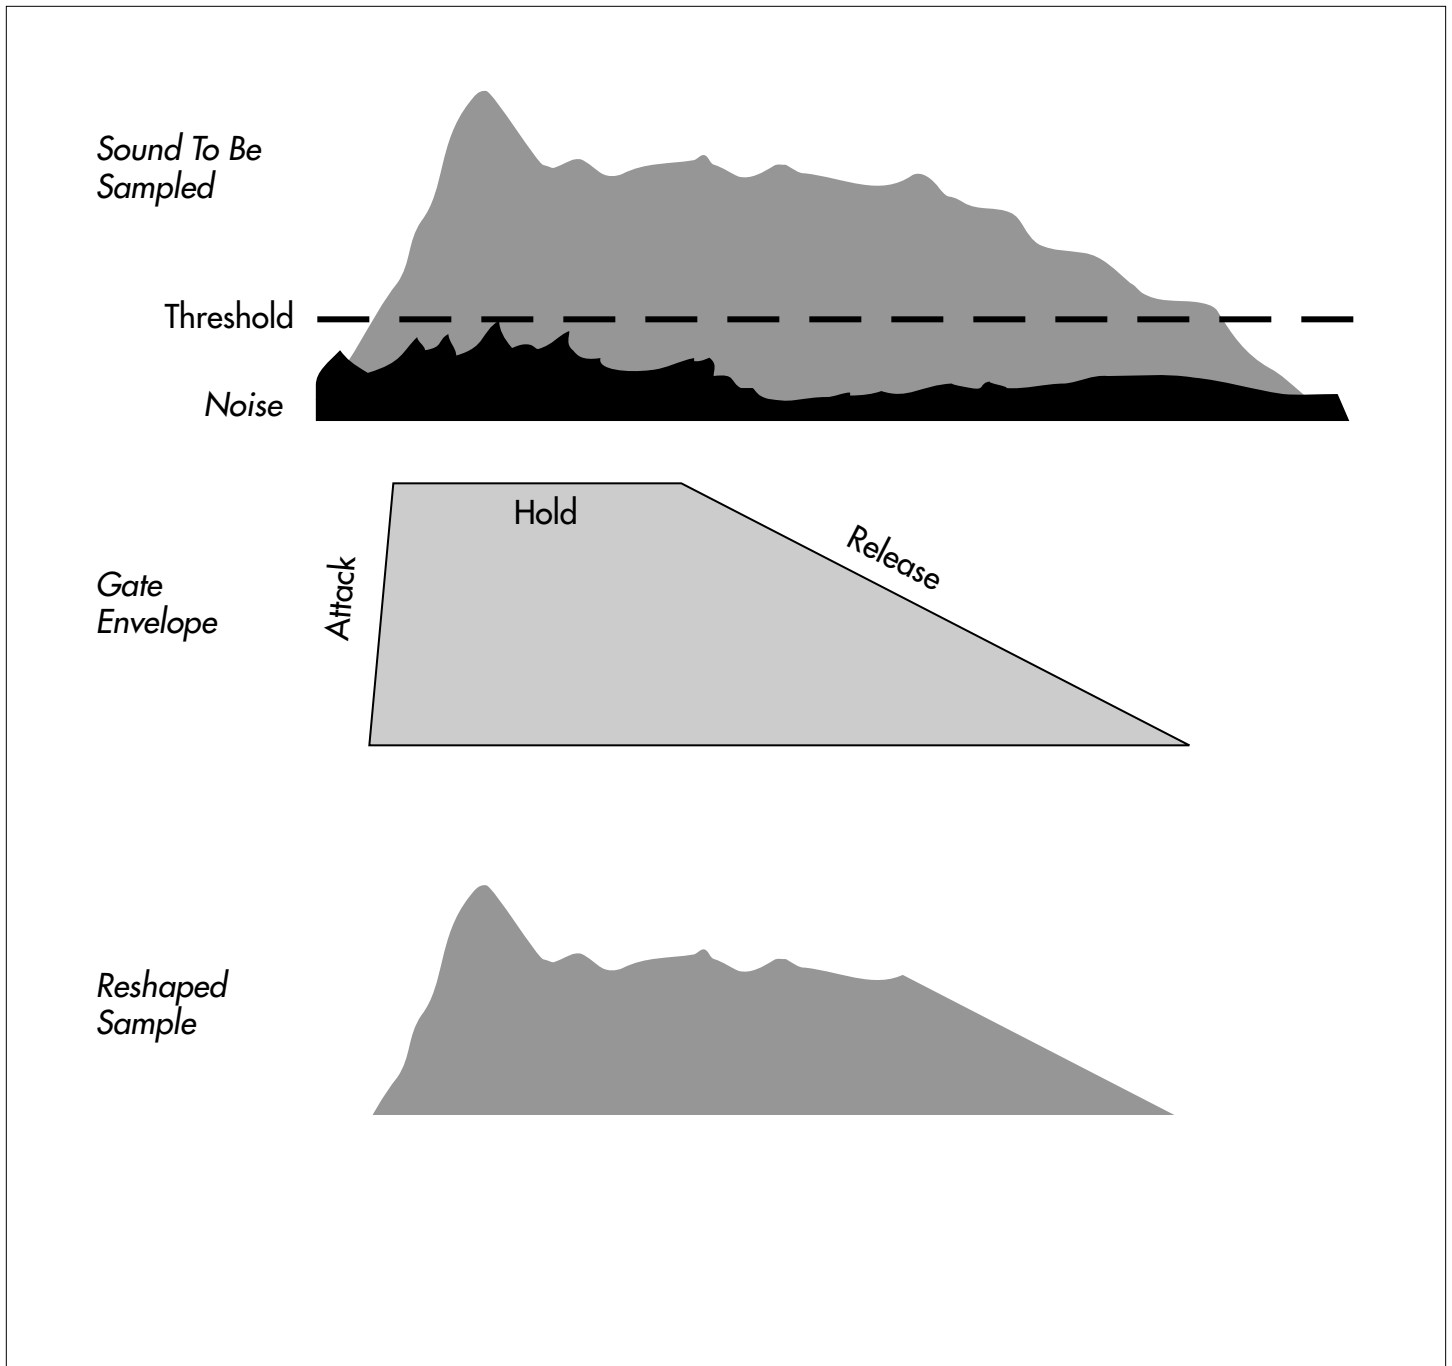 Sound To Be
Sampled
Threshold
Noise
Hold
Release
Attack
Gate
Envelope
Reshaped
Sample